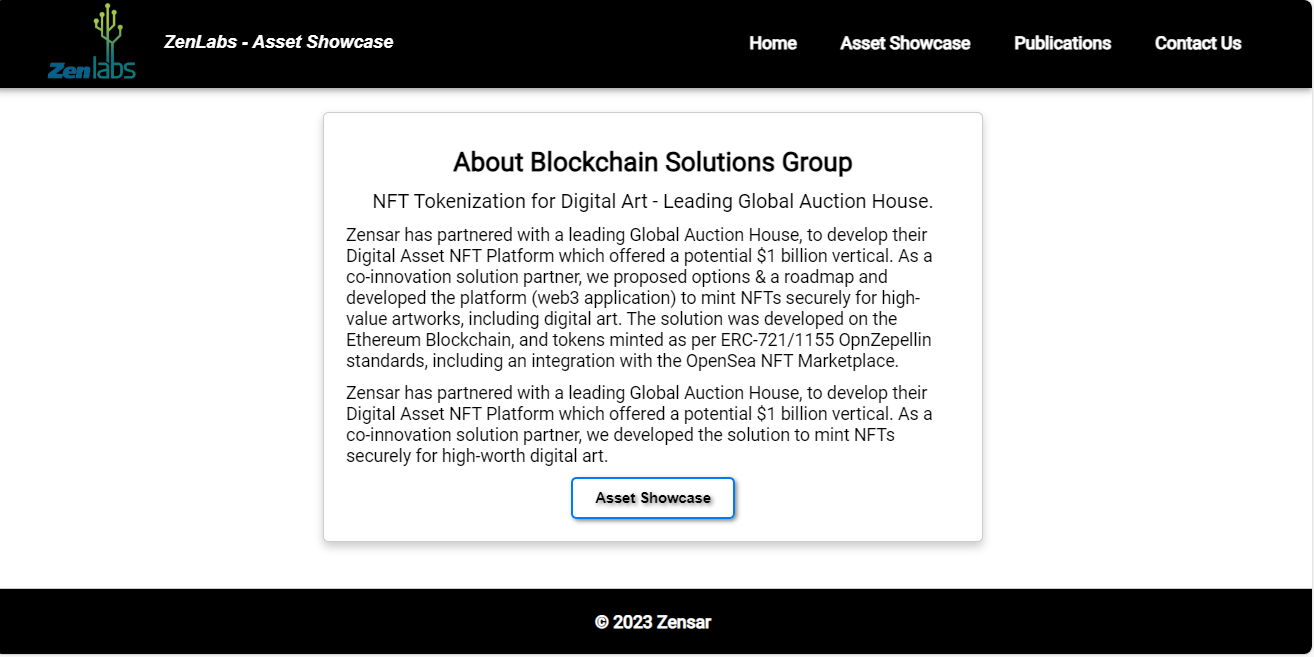 Zenlabs
ZenLabs - Asset Showcase
Home
Asset Showcase
Publications
Contact Us
About Blockchain Solutions Group
NFT Tokenization for Digital Art - Leading Global Auction House.
Zensar has partnered with a leading Global Auction House, to develop their
Digital Asset NFT Platform which offered a potential $1 billion vertical. As a
co-innovation solution partner, we proposed options & a roadmap and
developed the platform (web3 application) to mint NFTs securely for high-
value artworks, including digital art. The solution was developed on the
Ethereum Blockchain, and tokens minted as per ERC-721/1155 OpnZepellin
standards, including an integration with the OpenSea NFT Marketplace.
Zensar has partnered with a leading Global Auction House, to develop their
Digital Asset NFT Platform which offered a potential $1 billion vertical. As a
co-innovation solution partner, we developed the solution to mint NFTs
securely for high-worth digital art.
Asset Showcase
© 2023 Zensar